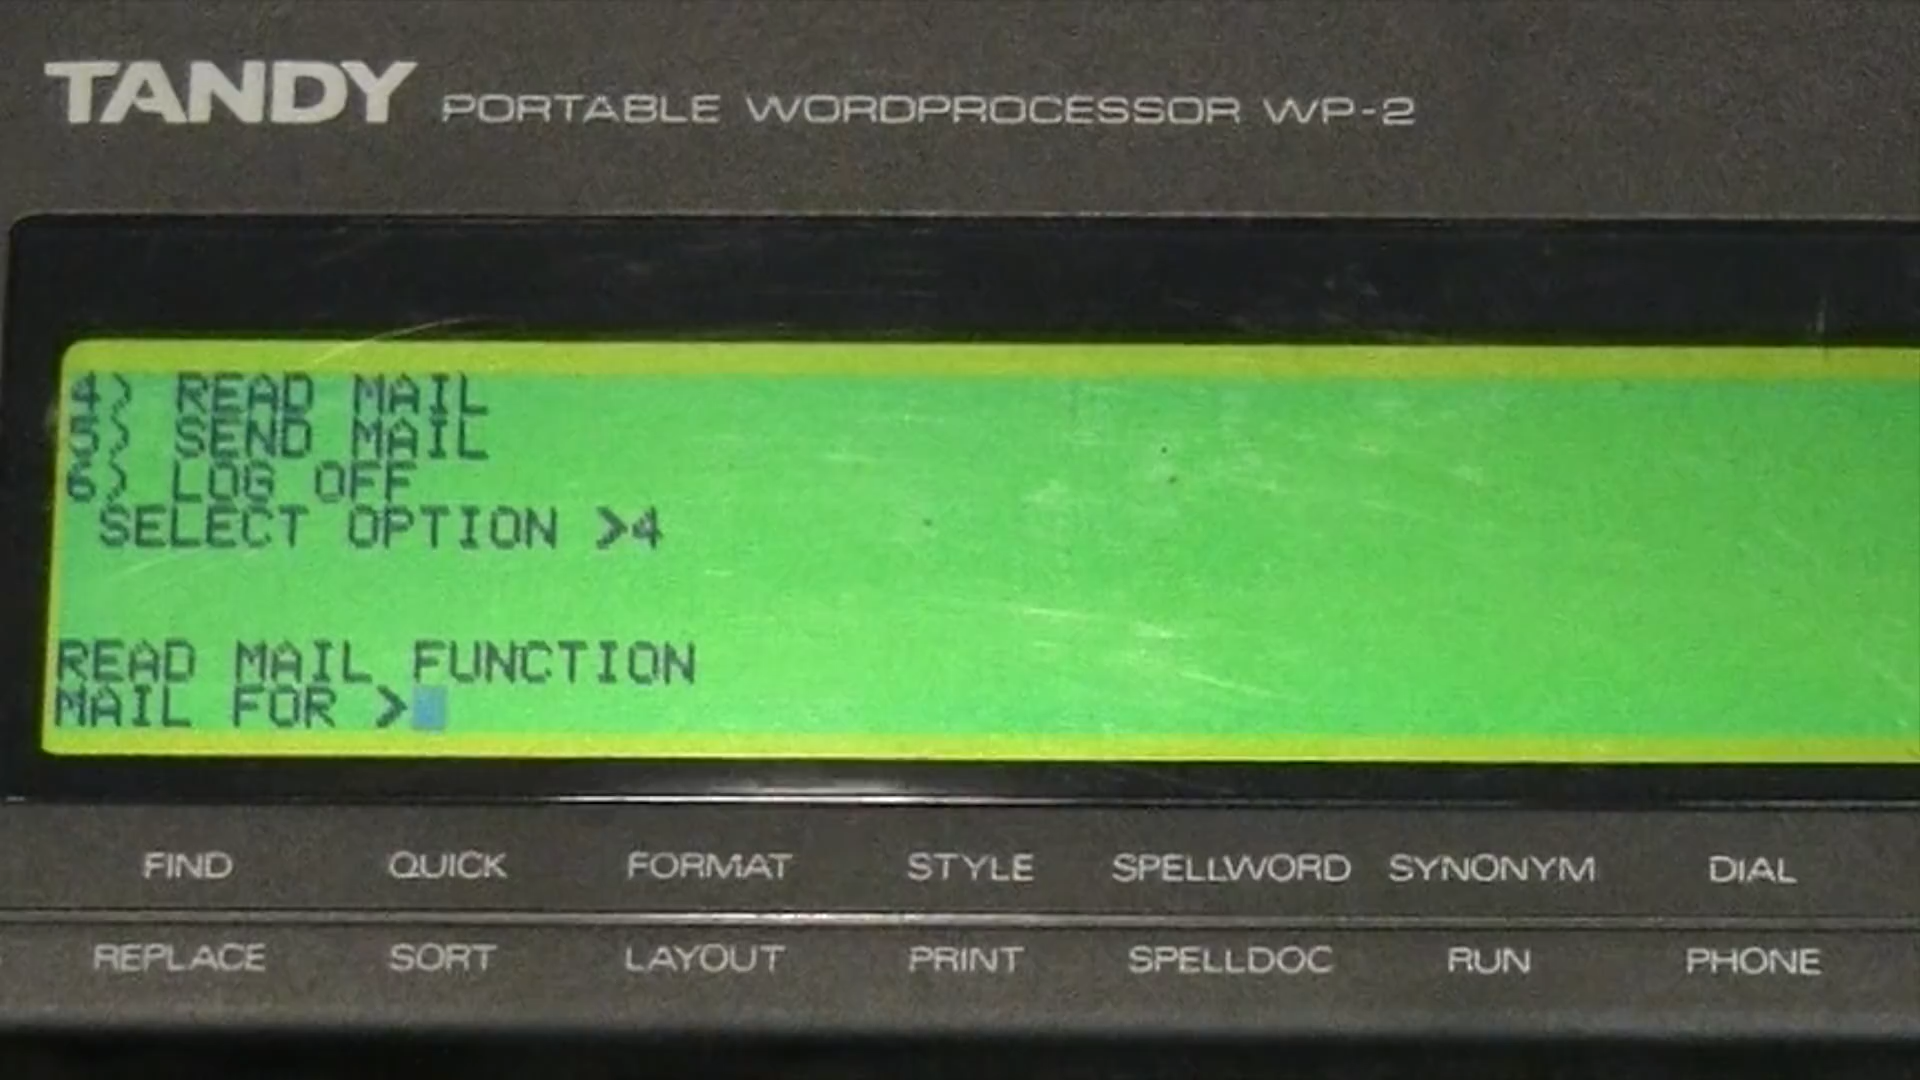 TANDY PORTABLE WORDPROCESSOR WP-2
4> READ MAIL
5> SEND MAIL
6> LOG OFF
SELECT OPTION >4
READ MAIL FUNCTION
MAIL FOR >
FIND QUICK FORMAT STYLE SPELLWORD SYNONYM DIAL
REPLACE SORT LAYOUT PRINT SPELLDOC RUN PHONE